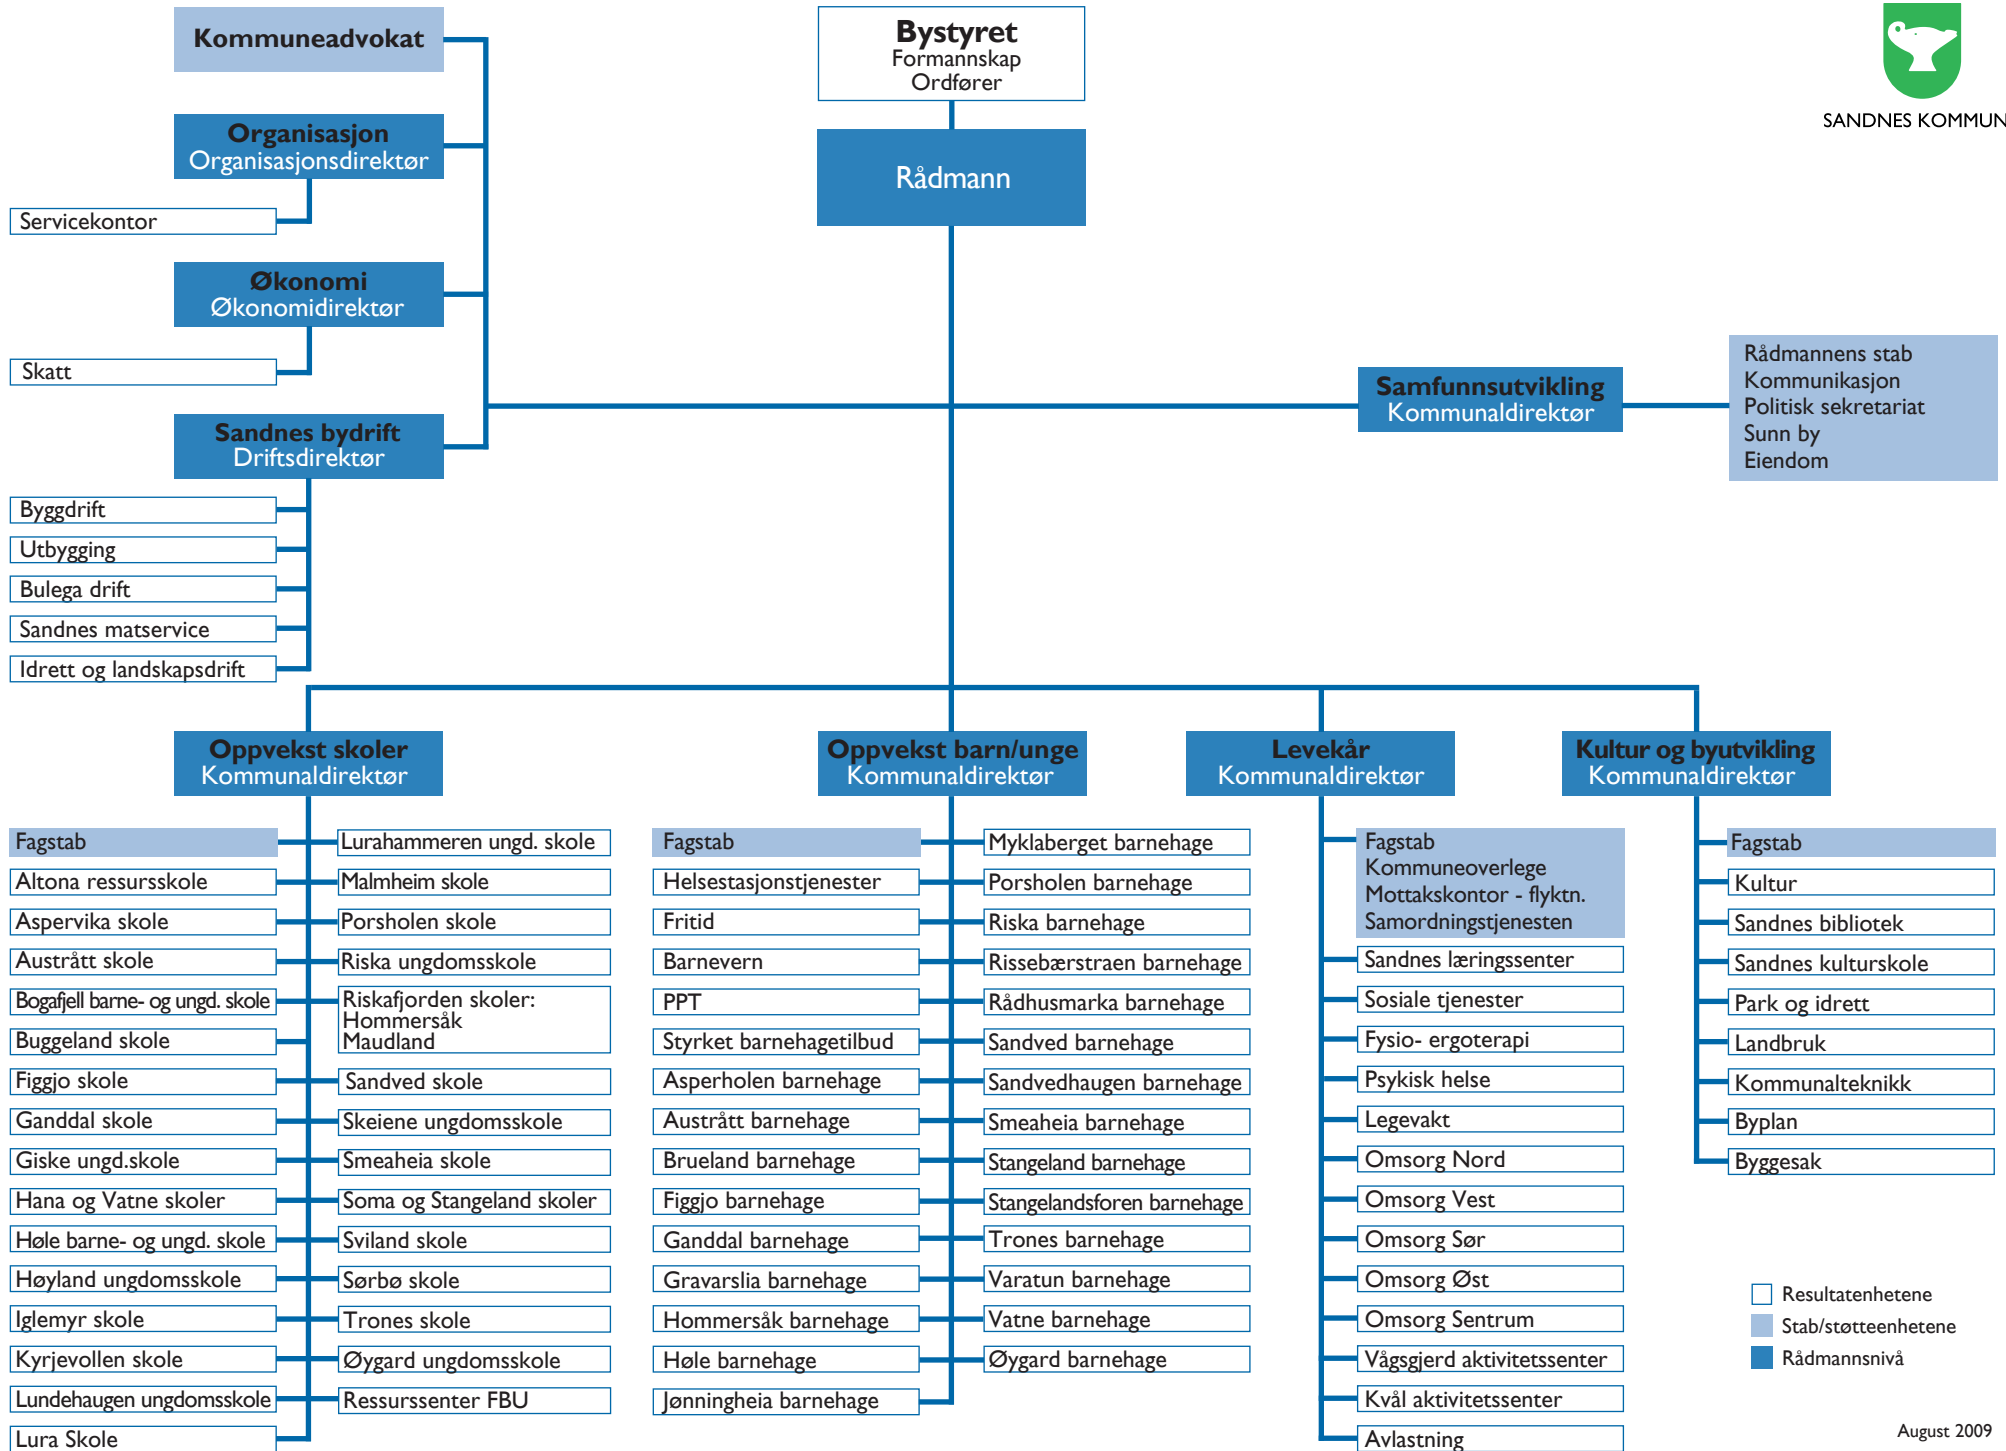 Kommuneadvokat
Bystyret
Formannskap
Ordfører
SANDNES KOMMUN
Organisasjon
Organisasjonsdirektør
Rådmann
Servicekontor
Økonomi
Økonomidirektør
Skatt
Samfunnsutvikling
Kommunaldirektør
Rådmannens stab
Kommunikasjon
Politisk sekretariat
Sunn by
Eiendom
Sandnes bydrift
Driftsdirektør
Byggdrift
Utbygging
Bulega drift
Sandnes matservice
Idrett og landskapsdrift
Oppvekst skoler
Kommunaldirektør
Fagstab
Altona ressursskole
Aspervika skole
Austrått skole
Bogafjell barne- og ungd. skole
Buggeland skole
Figgjo skole
Ganddal skole
Giske ungd.skole
Hana og Vatne skoler
Høle barne- og ungd. skole
Høyland ungdomsskole
Iglemyr skole
Kyrjevollen skole
Lundehaugen ungdomsskole
Lura Skole
Lurahammeren ungd. skole
Malmheim skole
Porsholen skole
Riska ungdomsskole
Riskafjorden skoler:
Hommersåk
Maudland
Sandved skole
Skeiene ungdomsskole
Smeaheia skole
Soma og Stangeland skoler
Sviland skole
Sørbø skole
Trones skole
Øygard ungdomsskole
Ressurssenter FBU
Oppvekst barn/unge
Kommunaldirektør
Fagstab
Helsestasjonstjenester
Fritid
Barnevern
PPT
Styrket barnehagetilbud
Asperholen barnehage
Austrått barnehage
Brueland barnehage
Figgjo barnehage
Ganddal barnehage
Gravarslia barnehage
Hommersåk barnehage
Høle barnehage
Jønningheia barnehage
Myklaberget barnehage
Porsholen barnehage
Riska barnehage
Rissebærstraen barnehage
Rådhusmarka barnehage
Sandved barnehage
Sandvedhaugen barnehage
Smeaheia barnehage
Stangeland barnehage
Stangelandsforen barnehage
Trones barnehage
Varatun barnehage
Vatne barnehage
Øygard barnehage
Levekår
Kommunaldirektør
Fagstab
Kommuneoverlege
Mottakskontor - flyktn.
Samordningstjenesten
Sandnes læringssenter
Sosiale tjenester
Fysio- ergoterapi
Psykisk helse
Legevakt
Omsorg Nord
Omsorg Vest
Omsorg Sør
Omsorg Øst
Omsorg Sentrum
Vågsgjerd aktivitetssenter
Kvål aktivitetssenter
Avlastning
Kultur og byutvikling
Kommunaldirektør
Fagstab
Kultur
Sandnes bibliotek
Sandnes kulturskole
Park og idrett
Landbruk
Kommunalteknikk
Byplan
Byggesak
Resultatenhetene
Stab/støtteenhetene
Rådmannsnivå
August 2009